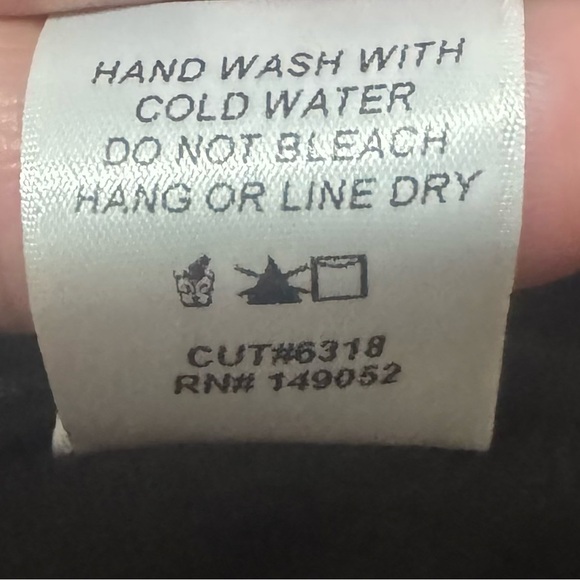 HAND WASH WITH
COLD WATER
DO NOT BLEACH
HANG OR LINE DRY
CUT#6318
RN# 149052